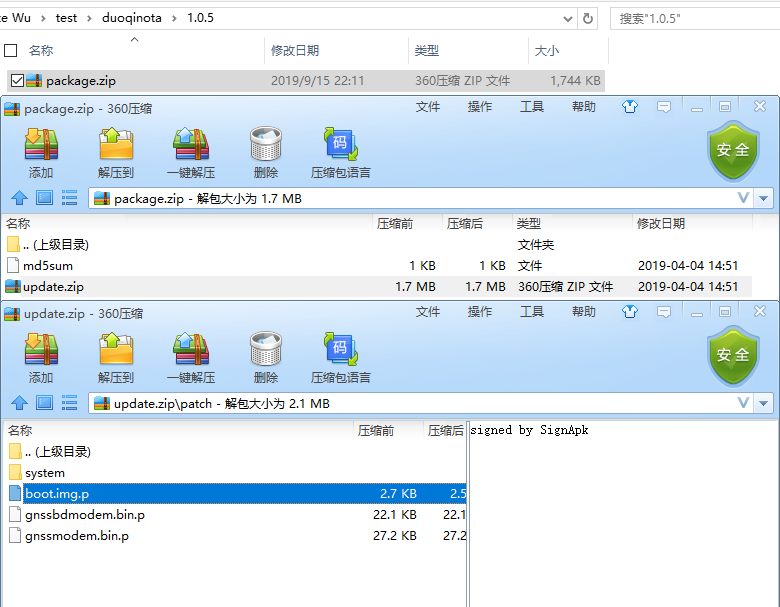 te Wu › test › duoqinota › 1.0.5
搜索"1.0.5"
名称 修改日期 类型 大小
package.zip 2019/9/15 22:11 360压缩 ZIP 文件 1,744 KB
package.zip - 360压缩 文件 操作 工具 帮助
添加 解压到 一键解压 删除 压缩包语言
码
安全
package.zip - 解包大小为 1.7 MB
名称 压缩前 压缩后 类型 修改日期
.. (上级目录) 文件夹
md5sum 1 KB 1 KB 文件 2019-04-04 14:51
update.zip 1.7 MB 1.7 MB 360压缩 ZIP 文件 2019-04-04 14:51
update.zip - 360压缩 文件 操作 工具 帮助
添加 解压到 一键解压 删除 压缩包语言
码
安全
update.zip\patch - 解包大小为 2.1 MB
名称 压缩前 压缩后
signed by SignApk
.. (上级目录)
system
boot.img.p 2.7 KB 2.5
gnssbdmodem.bin.p 22.1 KB 22.1
gnssmodem.bin.p 27.2 KB 27.2